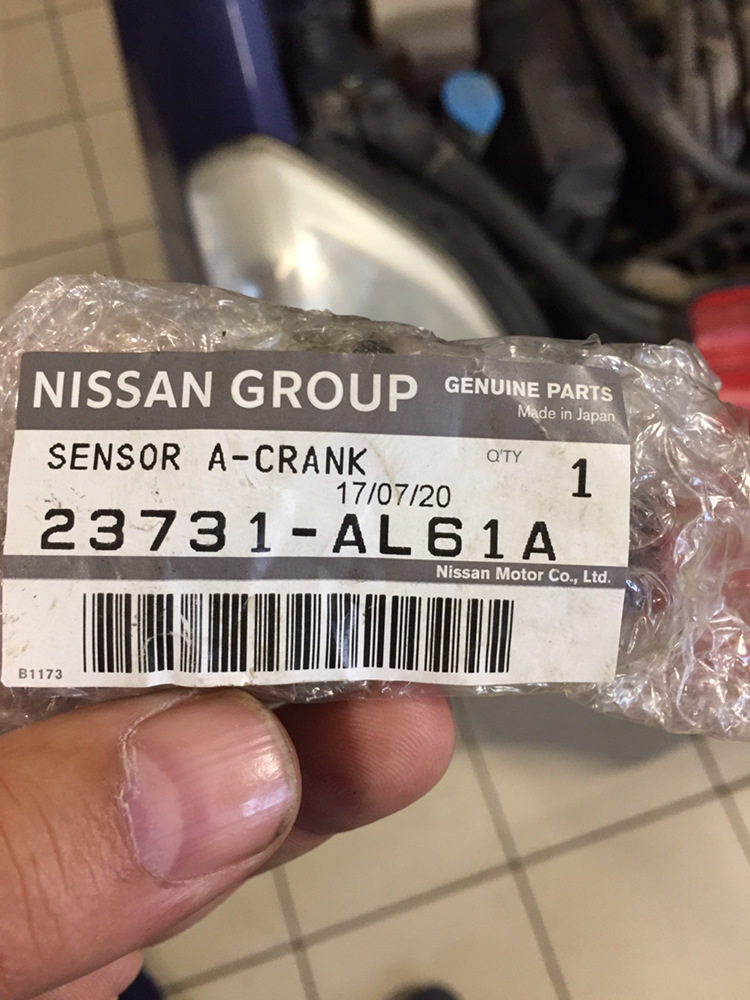 NISSAN GROUP GENUINE PARTS
Made in Japan
SENSOR A-CRANK Q'TY 1
17/07/20
23731-AL61A
Nissan Motor Co., Ltd.
B1173